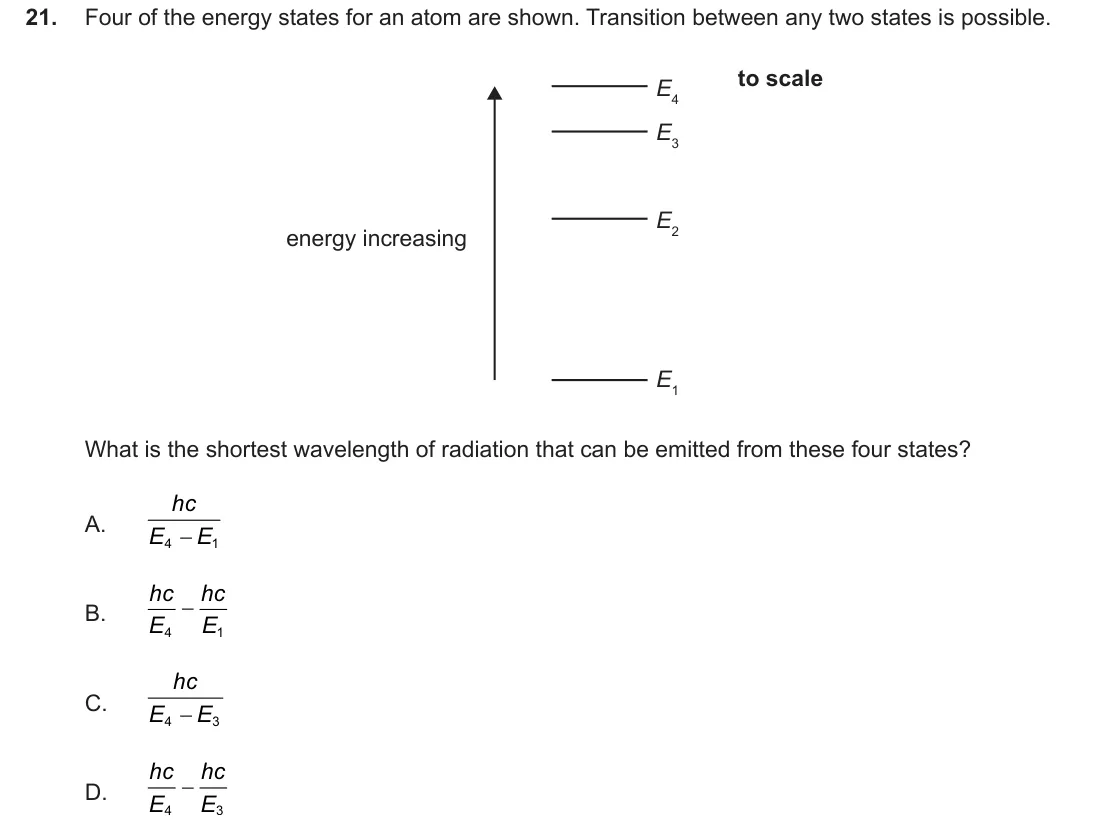 21. Four of the energy states for an atom are shown. Transition between any two states is possible.
to scale
E₄
E₃
E₂
energy increasing
E₁
What is the shortest wavelength of radiation that can be emitted from these four states?
A. hc / (E₄ – E₁)
B. hc / E₄ – hc / E₁
C. hc / (E₄ – E₃)
D. hc / E₄ – hc / E₃